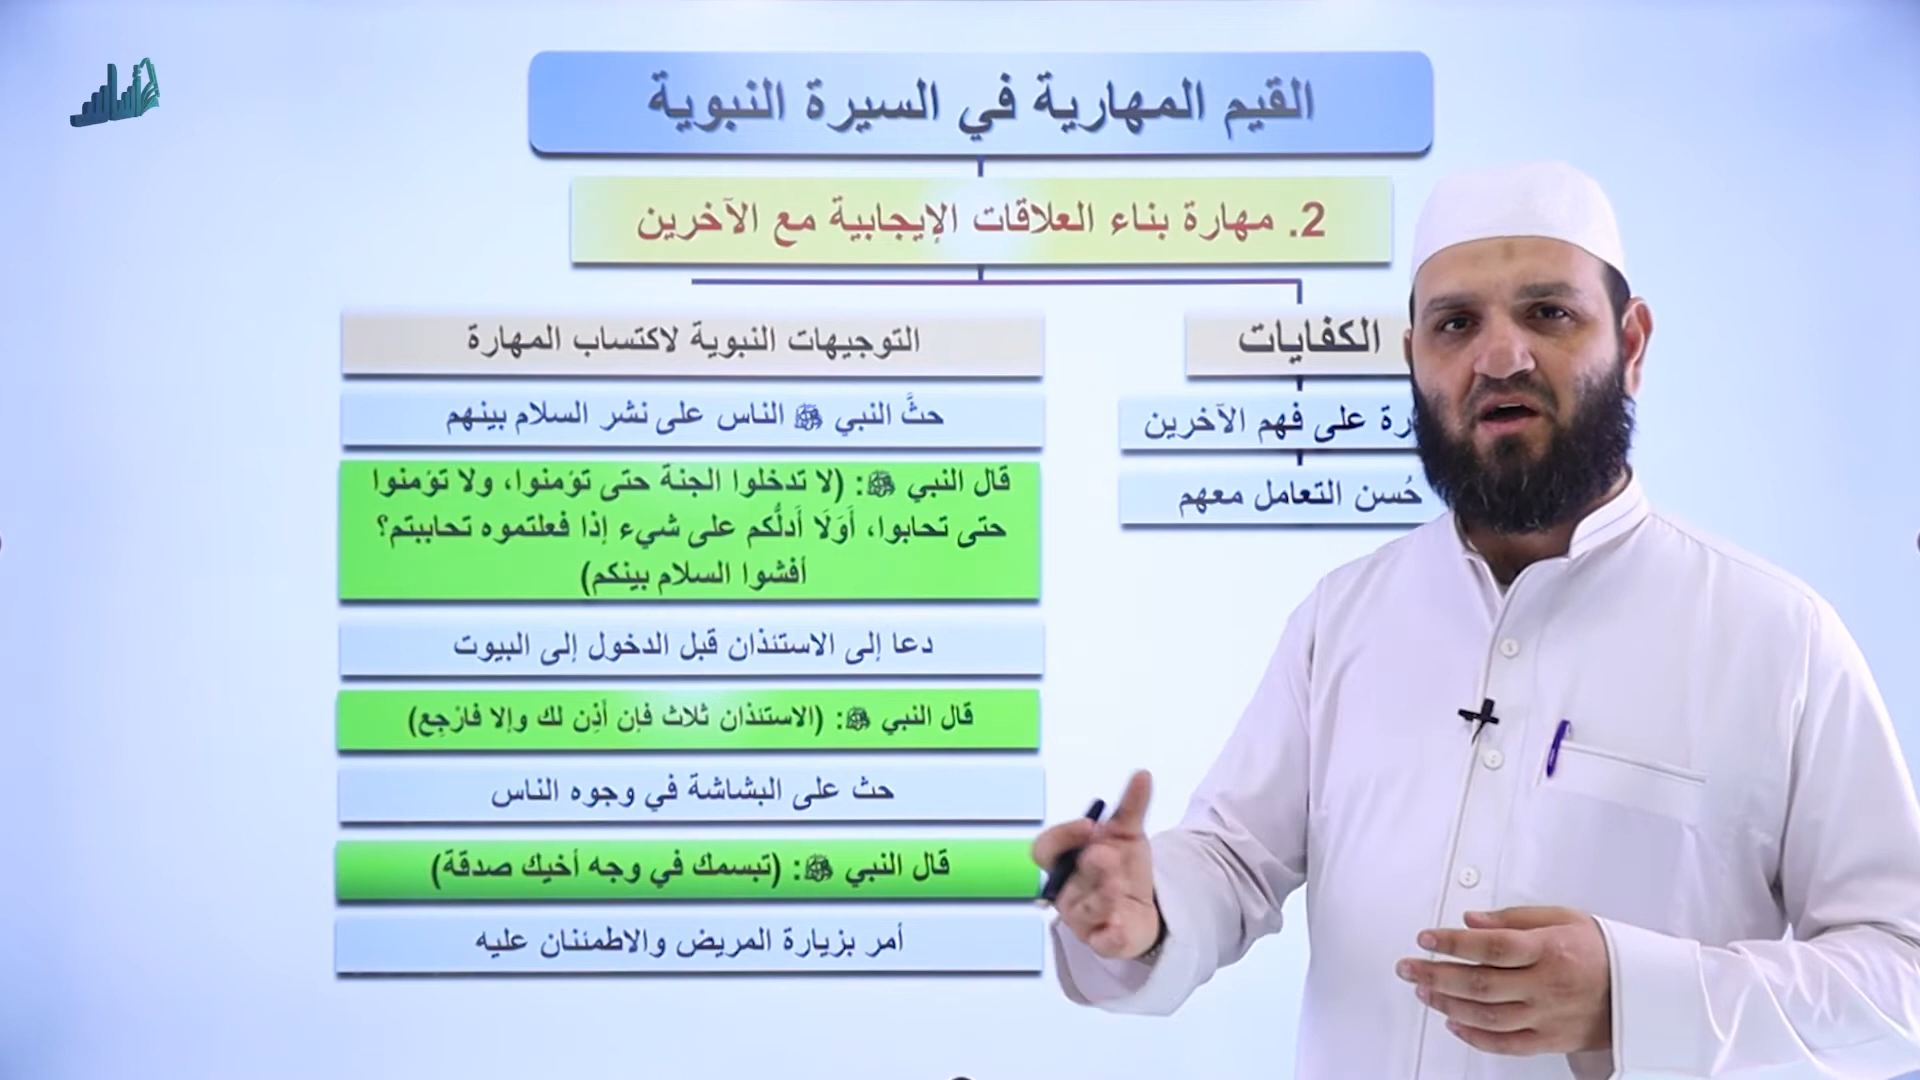 القيم المهارية في السيرة النبوية
2. مهارة بناء العلاقات الإيجابية مع الآخرين
الكفايات
على فهم الآخرين
حُسن التعامل معهم
التوجيهات النبوية لاكتساب المهارة
حثَّ النبي ﷺ الناس على نشر السلام بينهم
قال النبي ﷺ: (لا تدخلوا الجنة حتى تؤمنوا، ولا تؤمنوا
حتى تحابوا، أَوَلَا أَدلُّكم على شيء إذا فعلتموه تحاببتم؟
أفشوا السلام بينكم)
دعا إلى الاستئذان قبل الدخول إلى البيوت
قال النبي ﷺ: (الاستئذان ثلاث فإن أذِن لك وإلا فارْجِع)
حث على البشاشة في وجوه الناس
قال النبي ﷺ: (تبسمك في وجه أخيك صدقة)
أمر بزيارة المريض والاطمئنان عليه